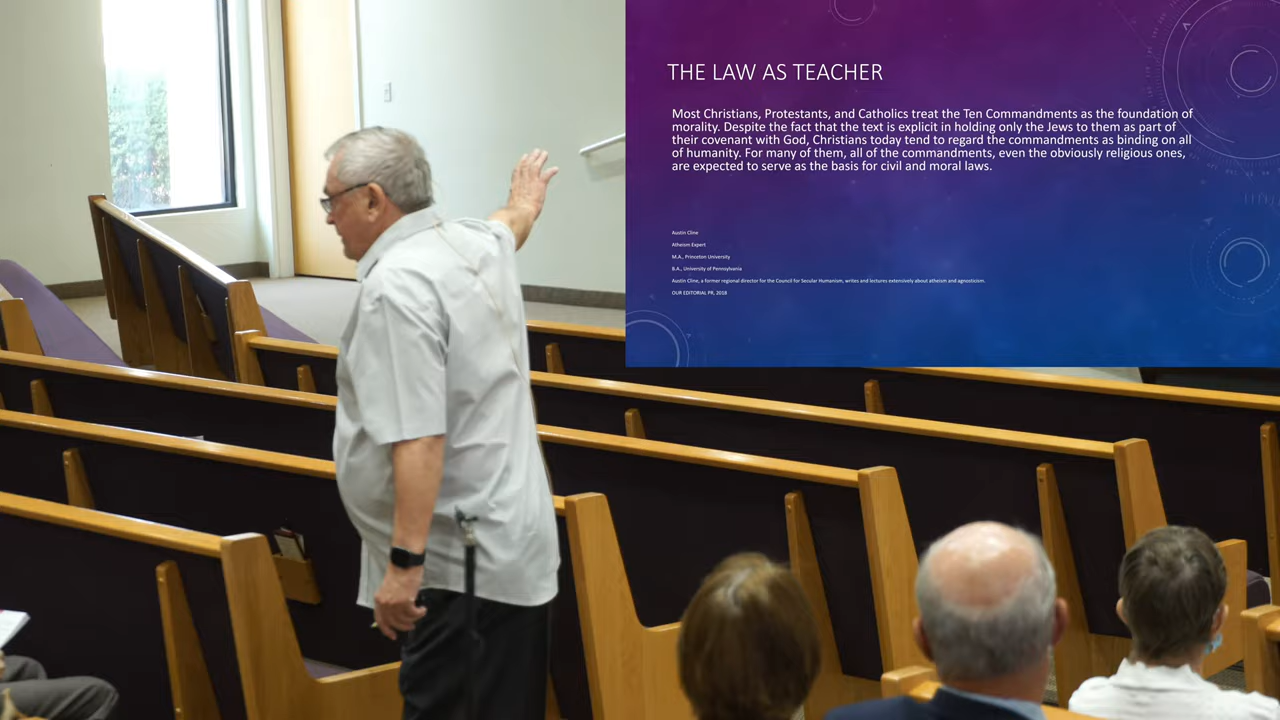 THE LAW AS TEACHER
Most Christians, Protestants, and Catholics treat the Ten Commandments as the foundation of
morality. Despite the fact that the text is explicit in holding only the Jews to them as part of
their covenant with God, Christians today tend to regard the commandments as binding on all
of humanity. For many of them, all of the commandments, even the obviously religious ones,
are expected to serve as the basis for civil and moral laws.
Austin Cline
Atheism Expert
M.A., Princeton University
B.A., University of Pennsylvania
Austin Cline, a former regional director for the Council for Secular Humanism, writes and lectures extensively about atheism and agnosticism.
OUR EDITORIAL PR, 2018